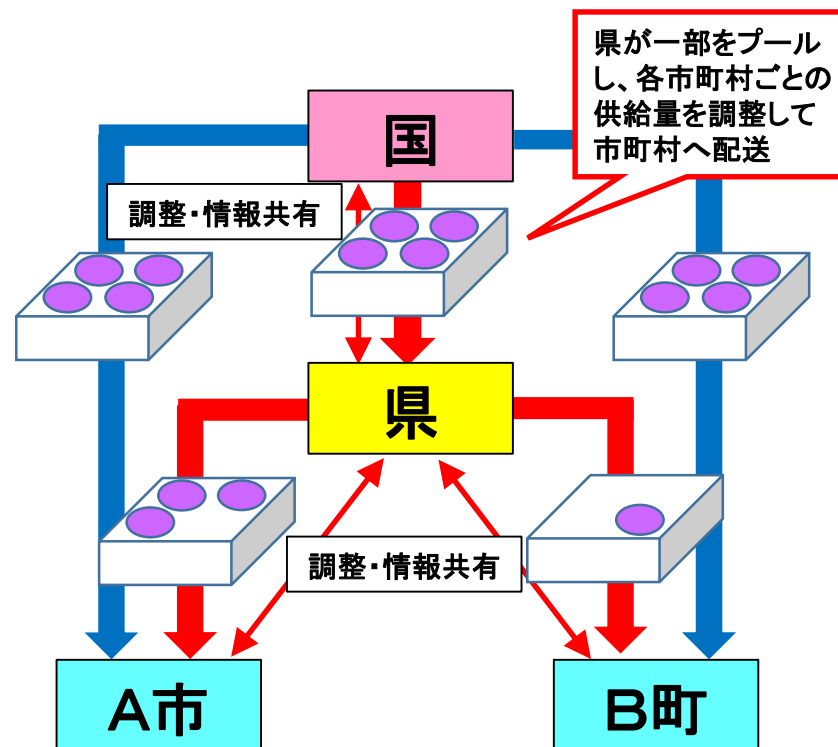 県が一部をプール
し、各市町村ごとの
供給量を調整して
市町村へ配送
国
調整・情報共有
県
調整・情報共有
A市
B町